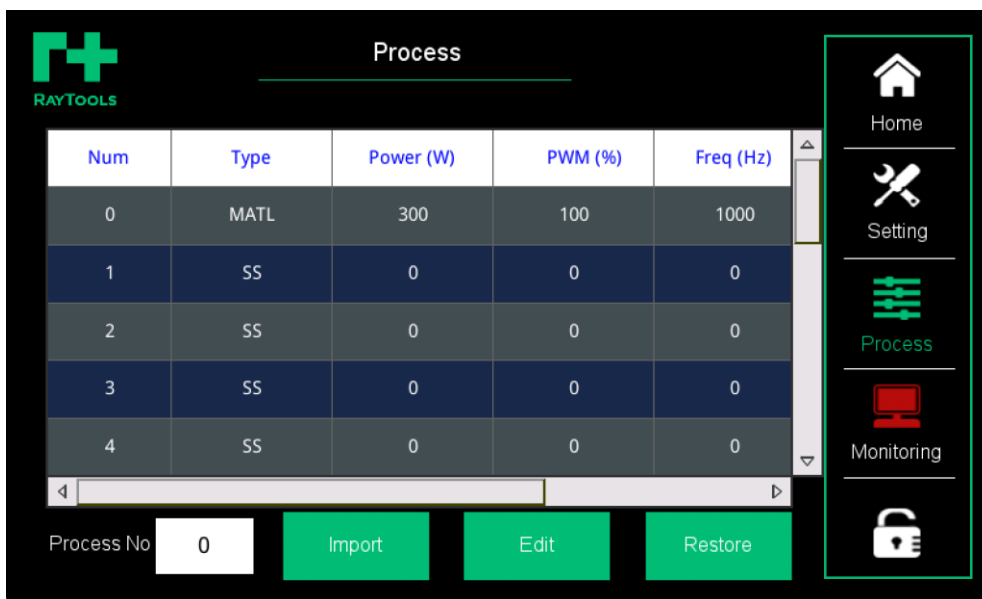 Process
RAYTOOLS
Home
Num Type Power (W) PWM (%) Freq (Hz)
0 MATL 300 100 1000
Setting
1 SS 0 0 0
2 SS 0 0 0
Process
3 SS 0 0 0
4 SS 0 0 0
Monitoring
Process No 0 Import Edit Restore